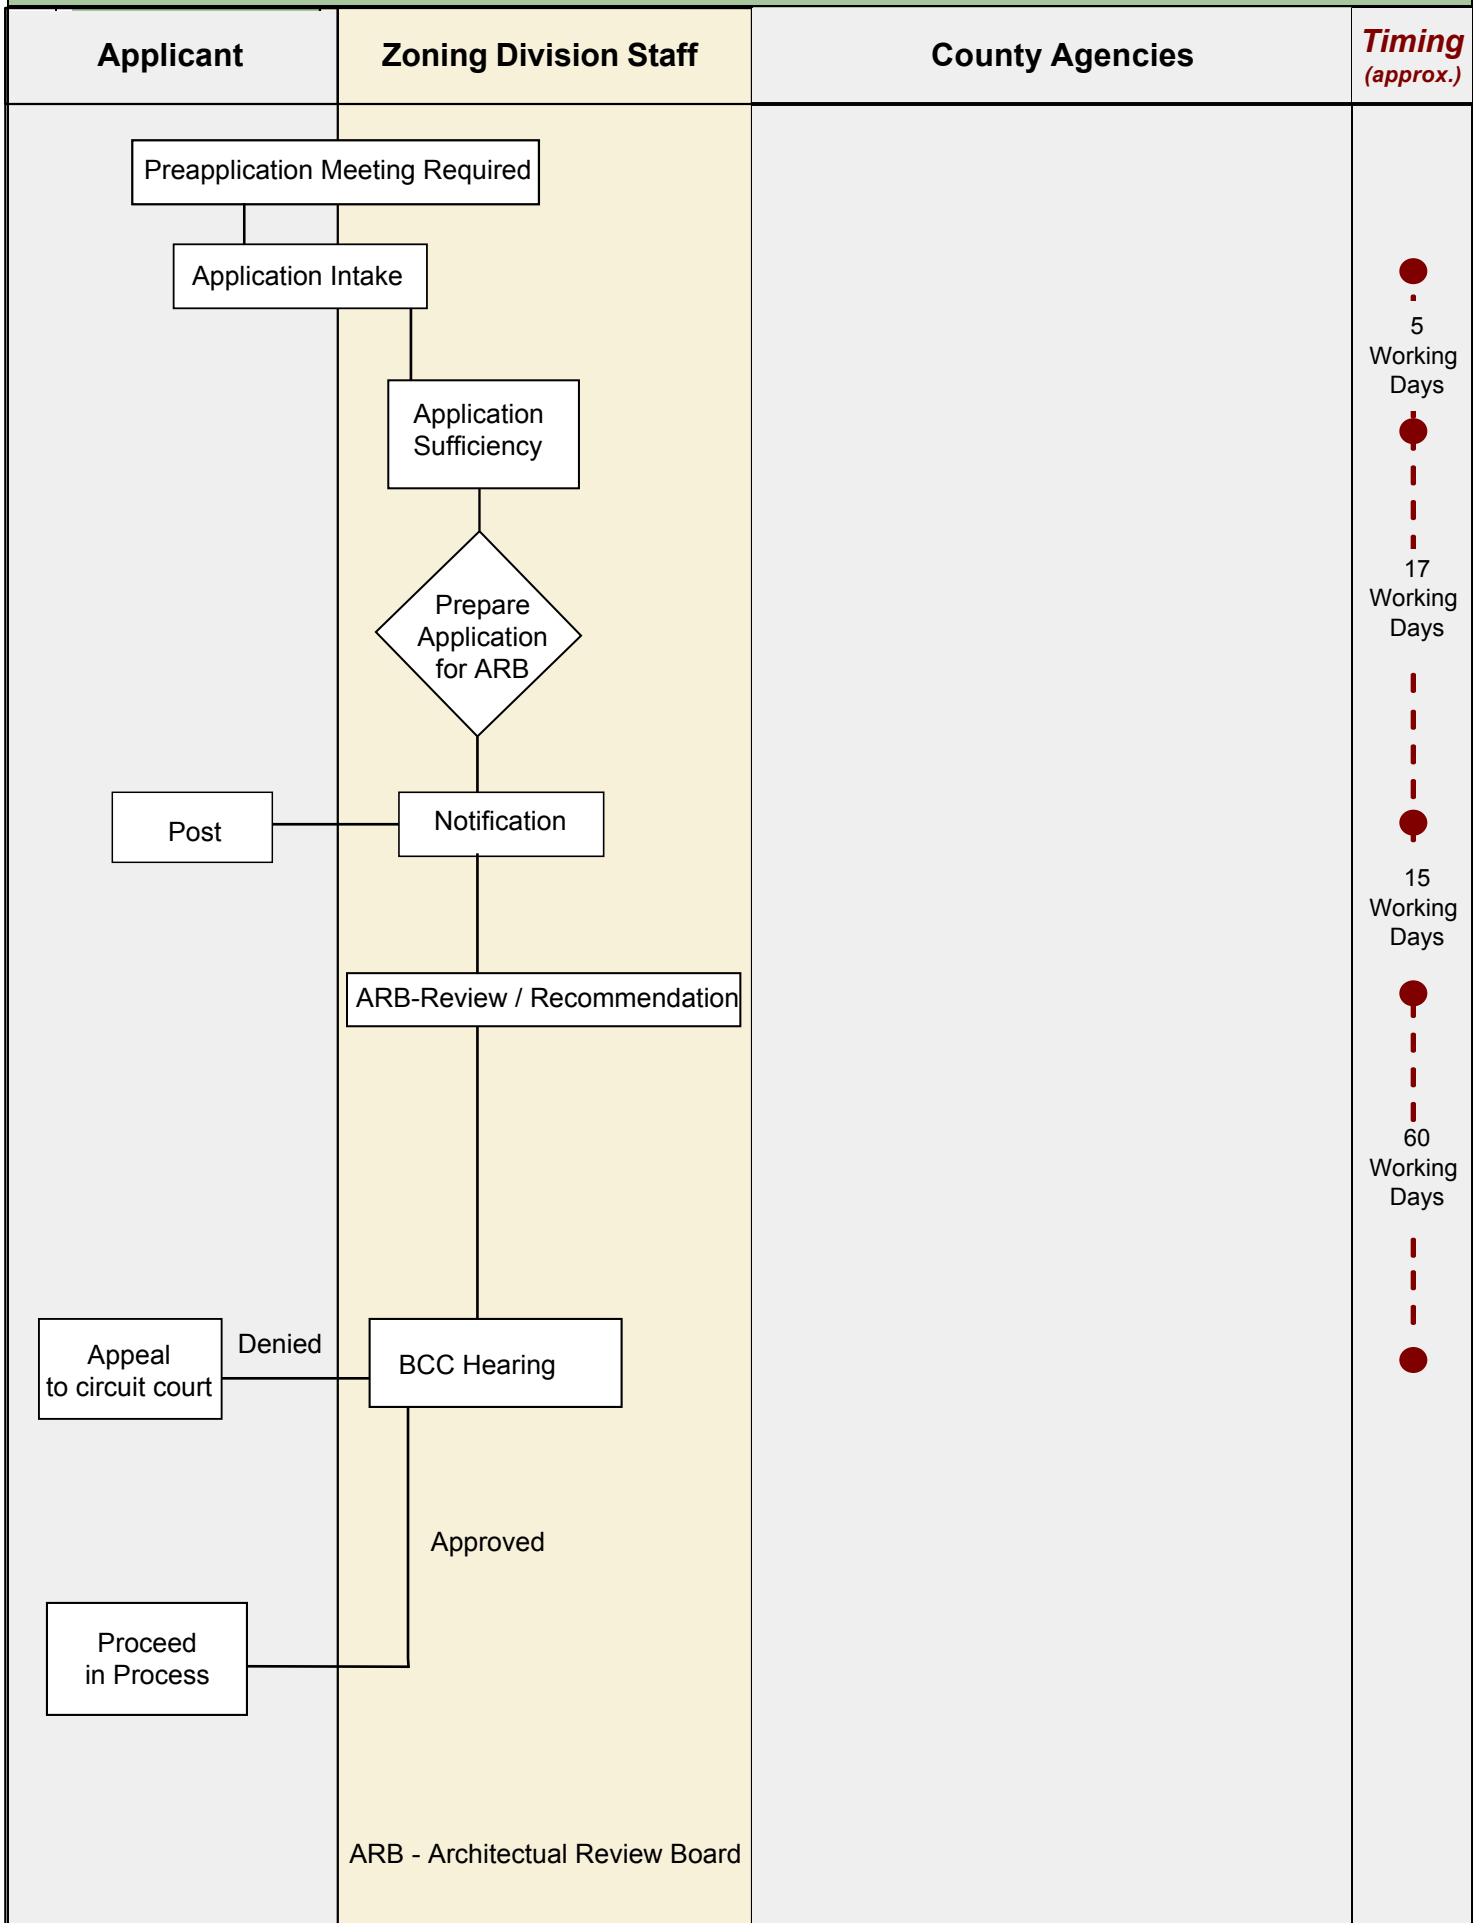 Applicant
Zoning Division Staff
County Agencies
Timing
(approx.)
Preapplication Meeting Required
Application Intake
5
Working
Days
Application
Sufficiency
Prepare
Application
for ARB
17
Working
Days
Post
Notification
15
Working
Days
ARB-Review / Recommendation
60
Working
Days
Appeal
to circuit court
Denied
BCC Hearing
Approved
Proceed
in Process
ARB - Architectual Review Board